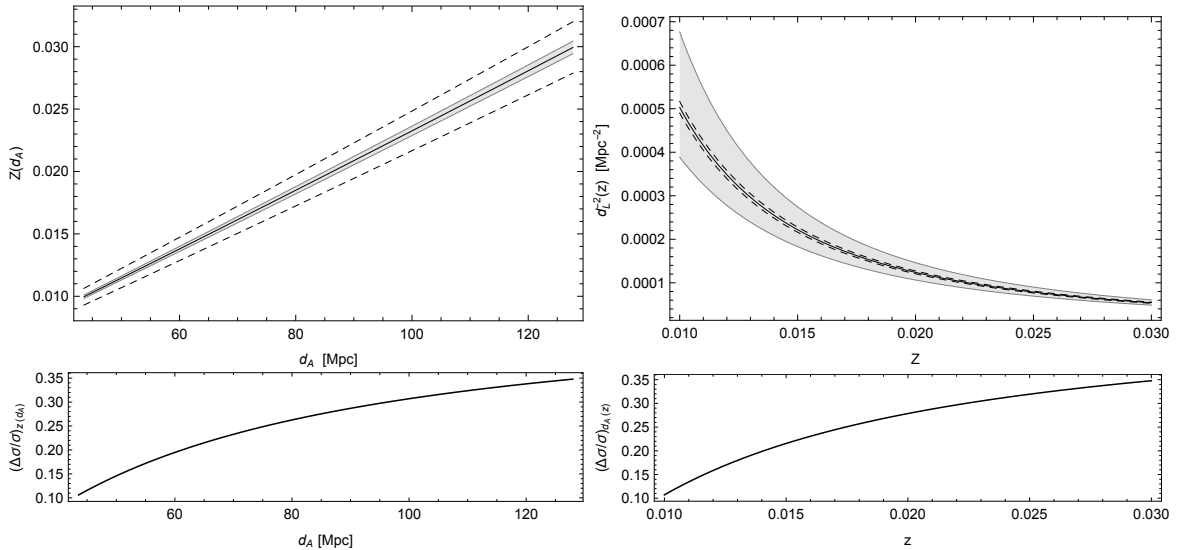 Z(d_A)
0.030
0.025
0.020
0.015
0.010
60 80 100 120
d_A [Mpc]
d_L^{-2}(z) [Mpc^{-2}]
0.0007
0.0006
0.0005
0.0004
0.0003
0.0002
0.0001
0.010 0.015 0.020 0.025 0.030
Z
(Δσ/σ)_{z(d_A)}
0.35
0.30
0.25
0.20
0.15
0.10
60 80 100 120
d_A [Mpc]
(Δσ/σ)_{d_A(z)}
0.35
0.30
0.25
0.20
0.15
0.10
0.010 0.015 0.020 0.025 0.030
z